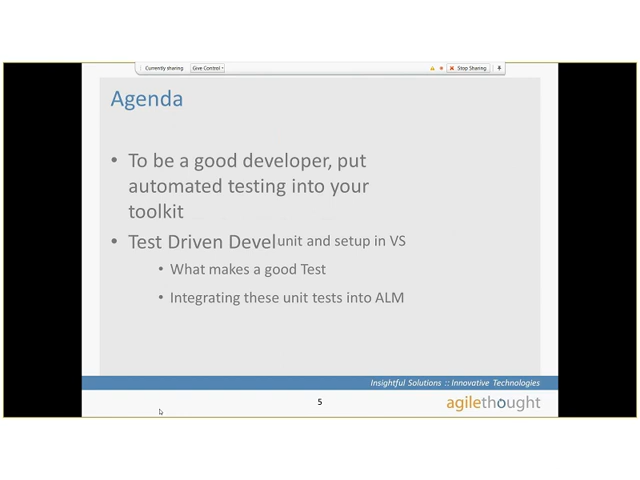 Currently sharing Give Control Stop Sharing
Agenda
• To be a good developer, put
automated testing into your
toolkit
• Test Driven Devel unit and setup in VS
• What makes a good Test
• Integrating these unit tests into ALM
Insightful Solutions :: Innovative Technologies
5
agilethought